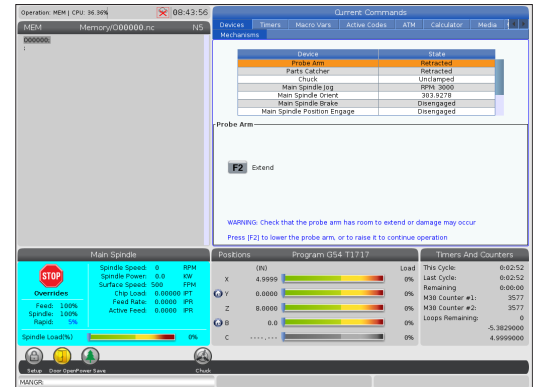 Operation: MEM | CPU: 36.36%
08:43:56
MEM Memory/O00000.nc N5
O00000;
;
Current Commands
Devices Timers Macro Vars Active Codes ATM Calculator Media
Mechanisms
Device State
Probe Arm Retracted
Parts Catcher Retracted
Chuck Unclamped
Main Spindle Jog RPM: 3000
Main Spindle Orient 303.9278
Main Spindle Brake Disengaged
Main Spindle Position Engage Disengaged
Probe Arm
F2 Extend
WARNING: Check that the probe arm has room to extend or damage may occur
Press [F2] to lower the probe arm, or to raise it to continue operation
Main Spindle
STOP
Overrides
Feed: 100%
Spindle: 100%
Rapid: 5%
Spindle Speed: 0 RPM
Spindle Power: 0.0 KW
Surface Speed: 500 FPM
Chip Load: 0.00000 IPT
Feed Rate: 0.0000 IPR
Active Feed: 0.0000 IPR
Spindle Load(%) 0%
Positions Program G54 T1717
(IN) Load
X 4.9999 0%
Y 0.0000 0%
Z 8.0000 0%
B 0.0 0%
C ----.--- 0%
Timers And Counters
This Cycle: 0:02:52
Last Cycle: 0:02:52
Remaining 0:00:00
M30 Counter #1: 3577
M30 Counter #2: 3577
Loops Remaining: 0
-5.3829000
4.9999000
Setup Door Open Power Save Chuck
MANGR: